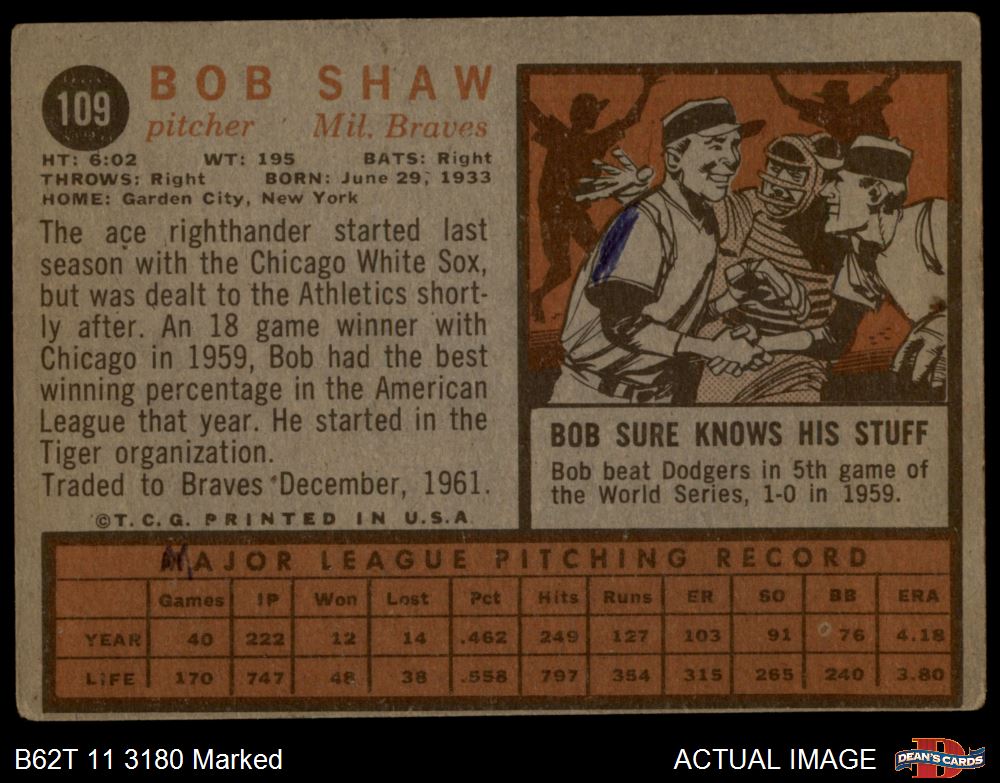 109
BOB SHAW
pitcher Mil. Braves
HT: 6:02 WT: 195 BATS: Right
THROWS: Right BORN: June 29, 1933
HOME: Garden City, New York
The ace righthander started last
season with the Chicago White Sox,
but was dealt to the Athletics short-
ly after. An 18 game winner with
Chicago in 1959, Bob had the best
winning percentage in the American
League that year. He started in the
Tiger organization.
Traded to Braves December, 1961.
©T.C.G. PRINTED IN U.S.A.
BOB SURE KNOWS HIS STUFF
Bob beat Dodgers in 5th game of
the World Series, 1-0 in 1959.
MAJOR LEAGUE PITCHING RECORD
Games IP Won Lost Pct Hits Runs ER SO BB ERA
YEAR 40 222 12 14 .462 249 127 103 91 76 4.18
LIFE 170 747 48 38 .558 797 354 315 265 240 3.80
B62T 11 3180 Marked
ACTUAL IMAGE
D
DEAN'S CARDS